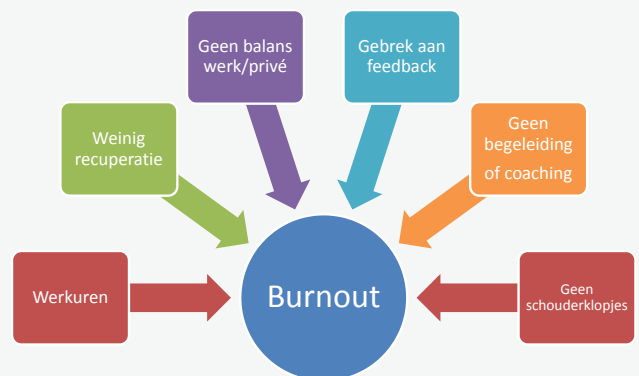 Geen balans
werk/privé
Gebrek aan
feedback
Weinig
recuperatie
Geen
begeleiding
of coaching
Werkuren
Burnout
Geen
schouderklopjes